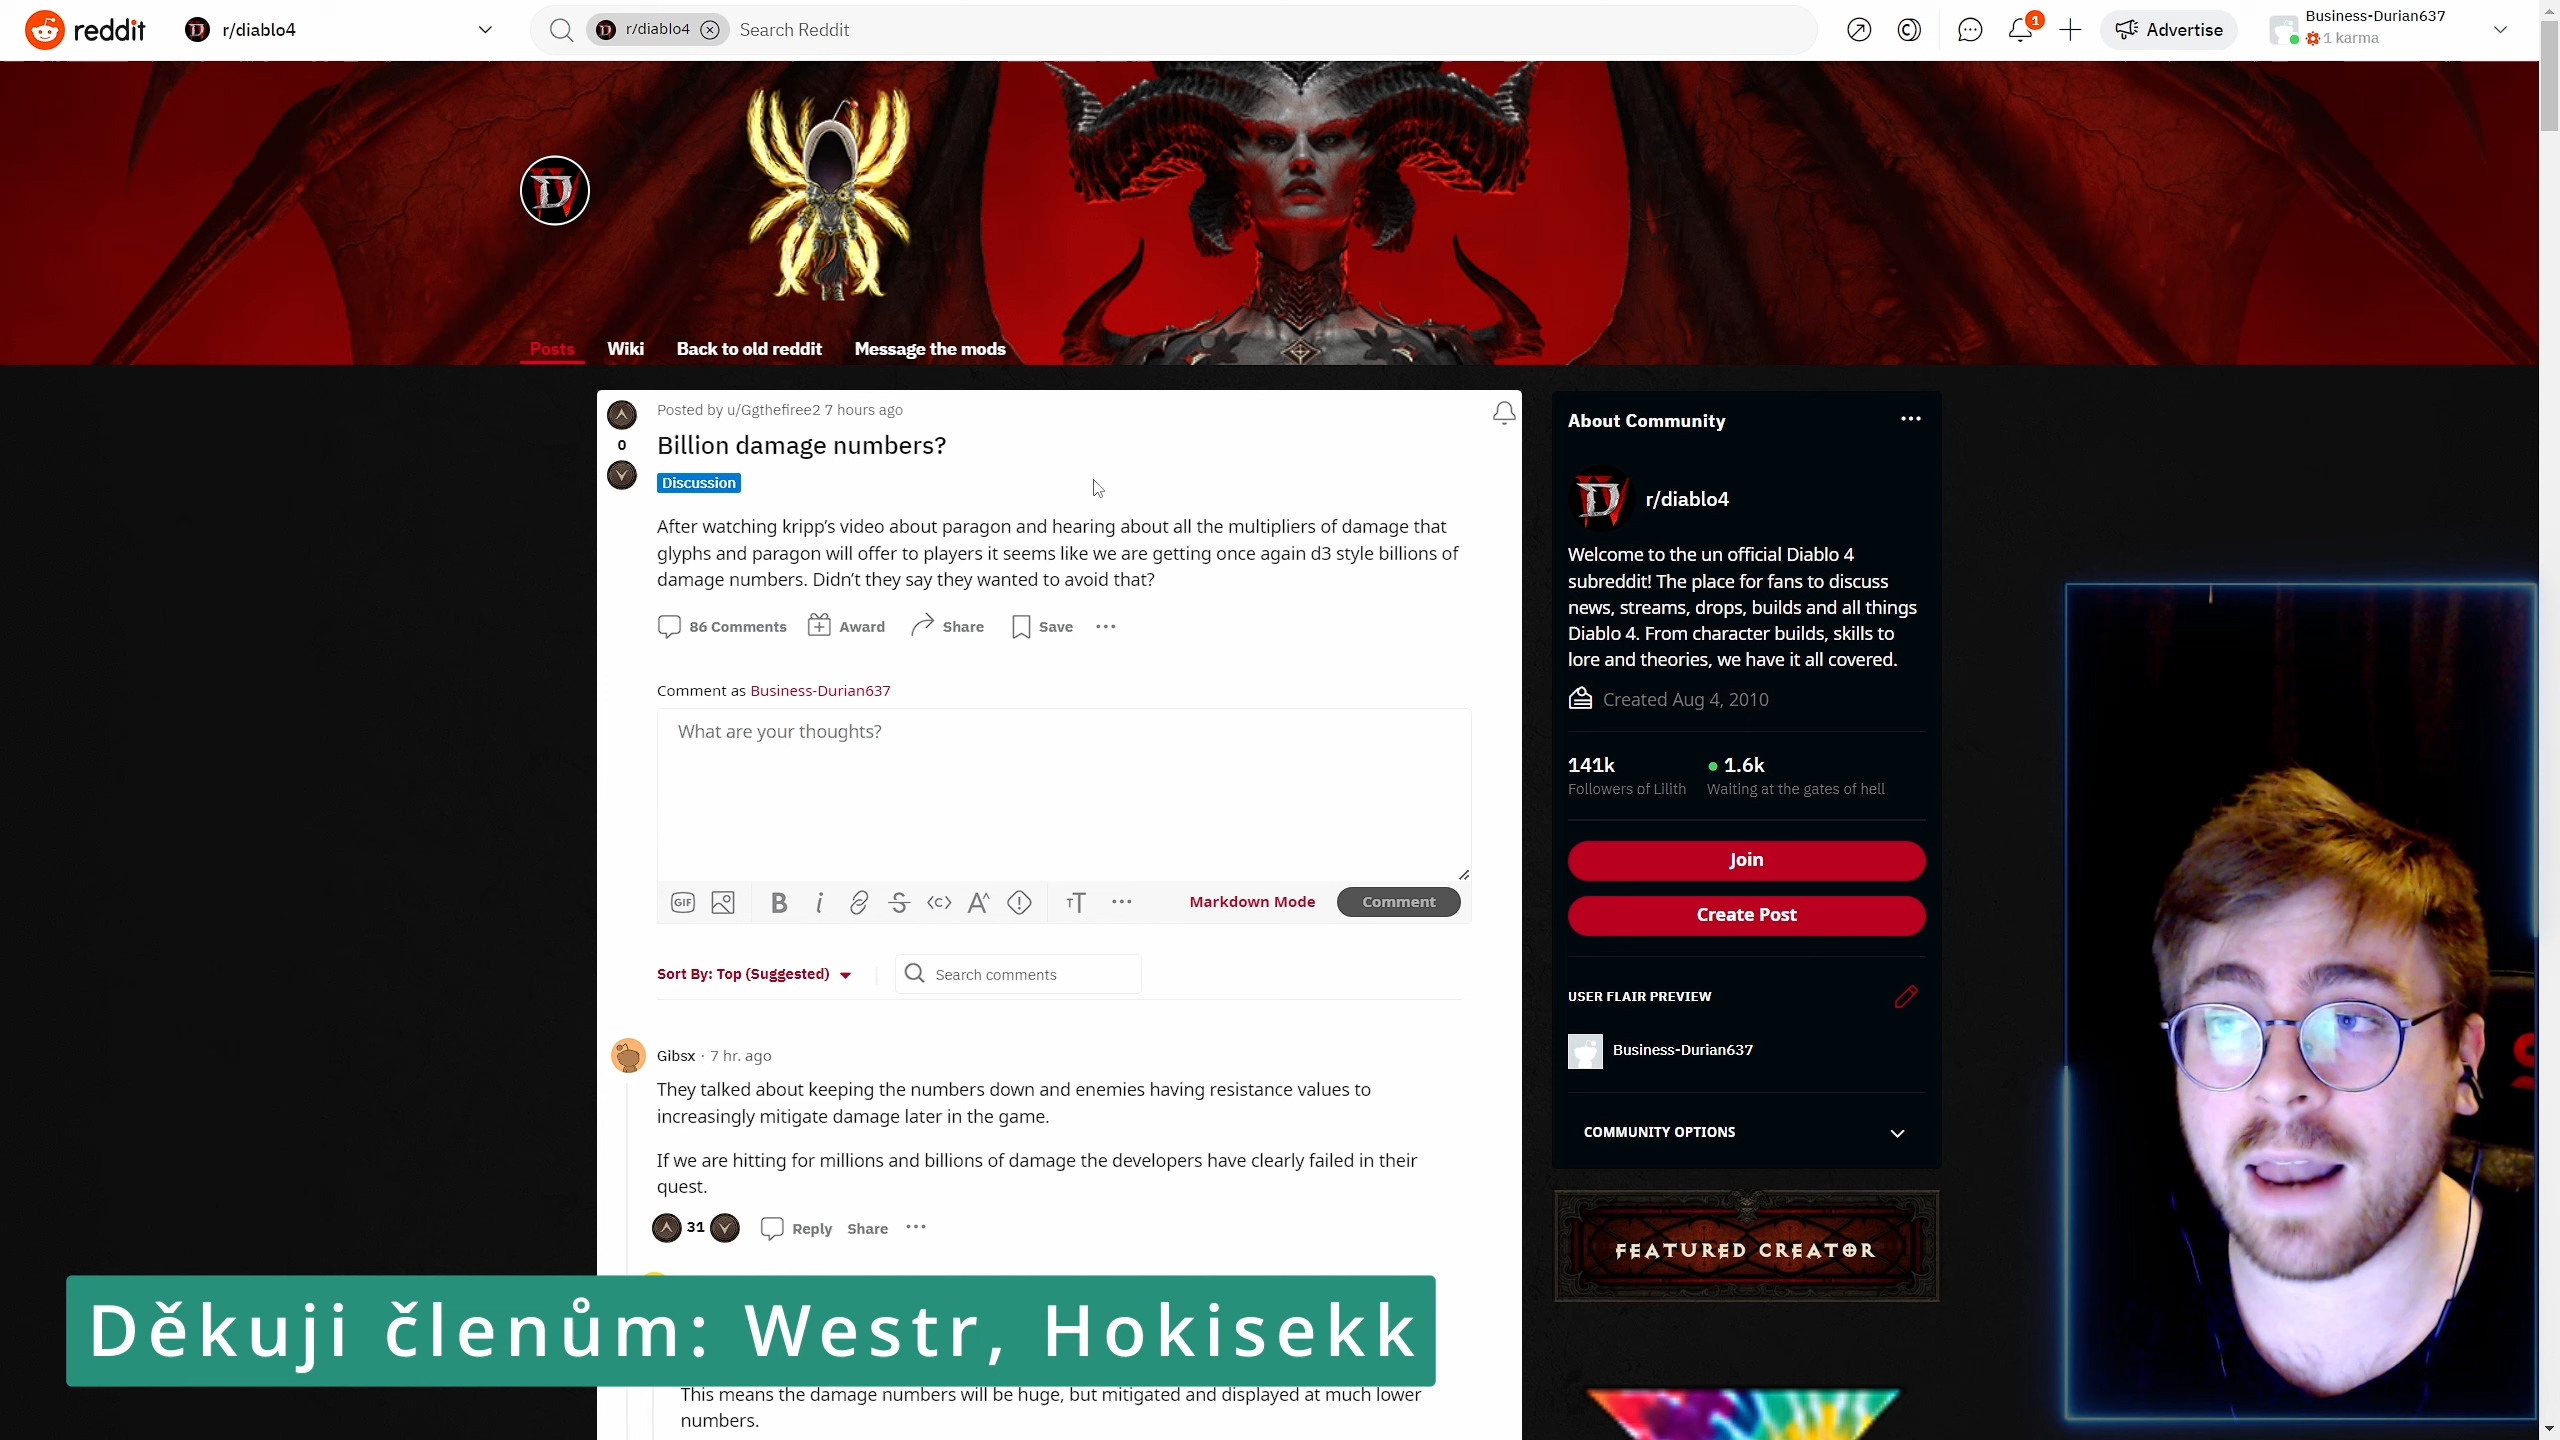 reddit
r/diablo4
r/diablo4
Search Reddit
1
Advertise
Business-Durian637
1 karma
Posts
Wiki
Back to old reddit
Message the mods
Posted by u/Ggthefiree2 7 hours ago
0
Billion damage numbers?
Discussion
After watching kripp's video about paragon and hearing about all the multipliers of damage that
glyphs and paragon will offer to players it seems like we are getting once again d3 style billions of
damage numbers. Didn't they say they wanted to avoid that?
86 Comments
Award
Share
Save
Comment as Business-Durian637
What are your thoughts?
GIF
Markdown Mode
Comment
Sort By: Top (Suggested)
Search comments
Gibsx · 7 hr. ago
They talked about keeping the numbers down and enemies having resistance values to
increasingly mitigate damage later in the game.
If we are hitting for millions and billions of damage the developers have clearly failed in their
quest.
31
Reply
Share
Děkuji členům: Westr, Hokisekk
This means the damage numbers will be huge, but mitigated and displayed at much lower
numbers.
About Community
r/diablo4
Welcome to the un official Diablo 4
subreddit! The place for fans to discuss
news, streams, drops, builds and all things
Diablo 4. From character builds, skills to
lore and theories, we have it all covered.
Created Aug 4, 2010
141k
1.6k
Followers of Lilith
Waiting at the gates of hell
Join
Create Post
USER FLAIR PREVIEW
Business-Durian637
COMMUNITY OPTIONS
FEATURED CREATOR